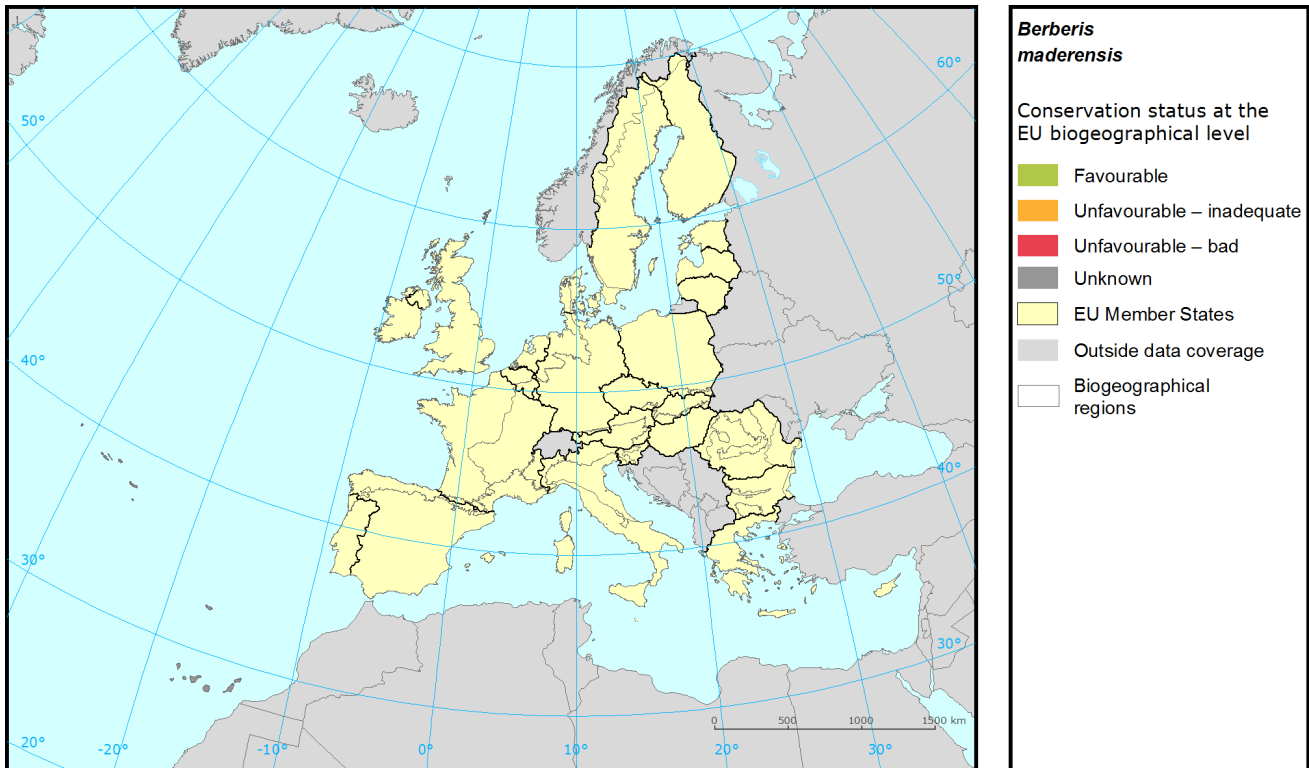 Berberis
maderensis
Conservation status at the
EU biogeographical level
Favourable
Unfavourable – inadequate
Unfavourable – bad
Unknown
EU Member States
Outside data coverage
Biogeographical
regions
60°
50°
50°
40°
40°
30°
30°
0 500 1000 1500 km
20° -20° -10° 0° 10° 20° 30°